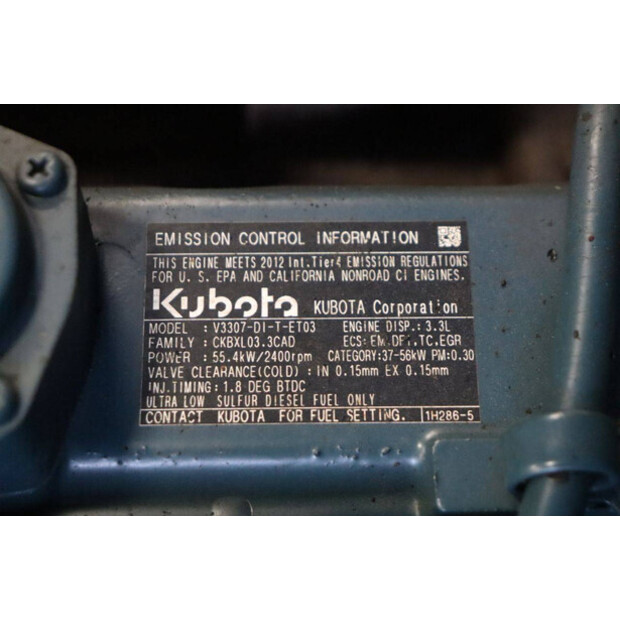 EMISSION CONTROL INFORMATION
THIS ENGINE MEETS 2012 Int.Tier4 EMISSION REGULATIONS
FOR U. S. EPA AND CALIFORNIA NONROAD CI ENGINES.
Kubota KUBOTA Corporation
MODEL : V3307-DI-T-ET03 ENGINE DISP.: 3.3L
FAMILY : CKBXL03.3CAD ECS: EM,DFI,TC,EGR
POWER : 55.4kW/2400rpm CATEGORY:37-56kW PM:0.30
VALVE CLEARANCE(COLD) : IN 0.15mm EX 0.15mm
INJ.TIMING: 1.8 DEG BTDC
ULTRA LOW SULFUR DIESEL FUEL ONLY
CONTACT KUBOTA FOR FUEL SETTING. 1H286-5